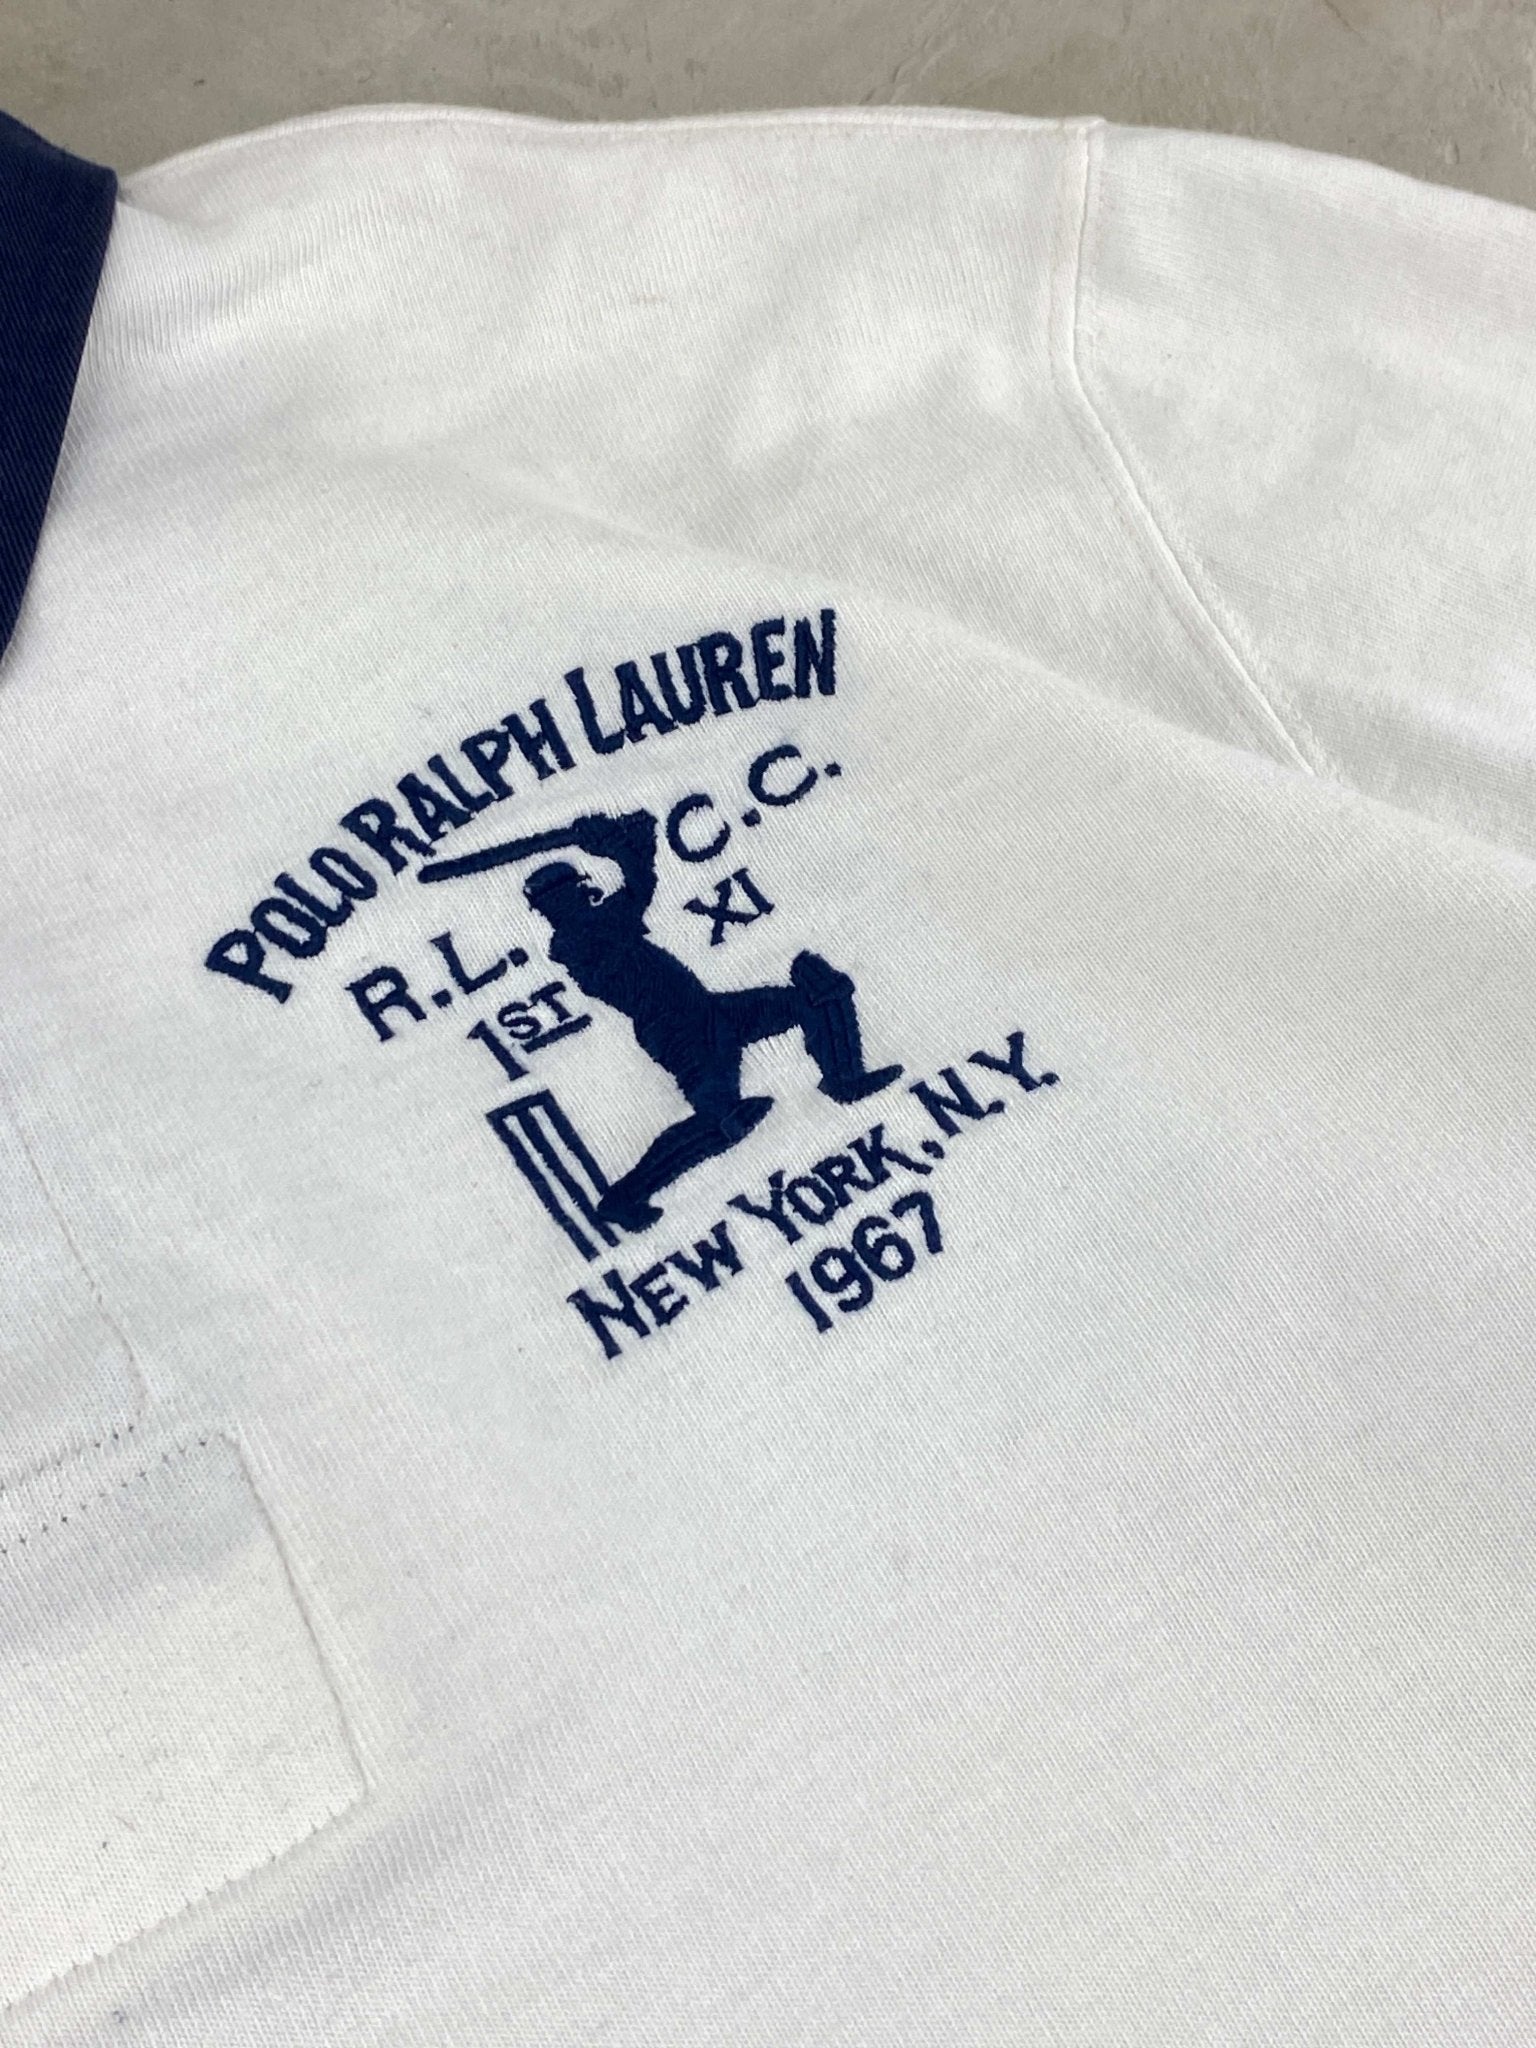 POLO RALPH LAUREN
R.L. C.C.
1ST XI
NEW YORK, N.Y.
1967